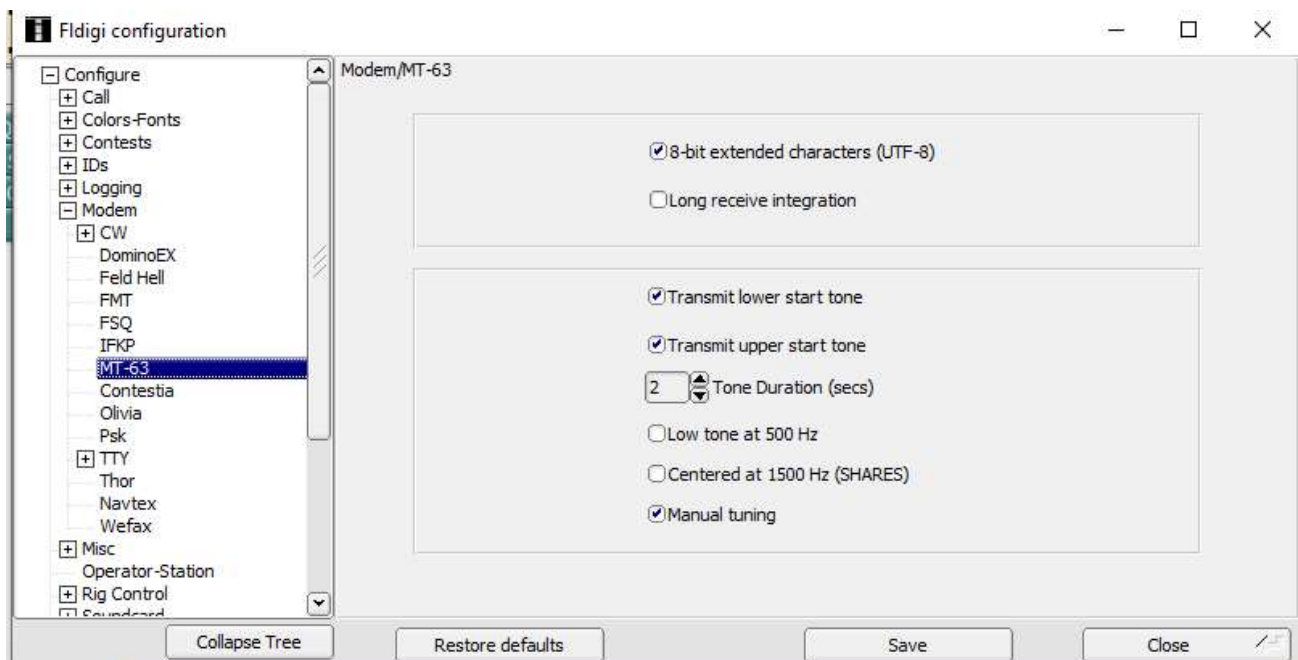 Fldigi configuration
Configure
Call
Colors-Fonts
Contests
IDs
Logging
Modem
CW
DominoEX
Feld Hell
FMT
FSQ
IFKP
MT-63
Contestia
Olivia
Psk
TTY
Thor
Navtex
Wefax
Misc
Operator-Station
Rig Control
Soundcard
Collapse Tree
Modem/MT-63
8-bit extended characters (UTF-8)
Long receive integration
Transmit lower start tone
Transmit upper start tone
2 Tone Duration (secs)
Low tone at 500 Hz
Centered at 1500 Hz (SHARES)
Manual tuning
Restore defaults
Save
Close